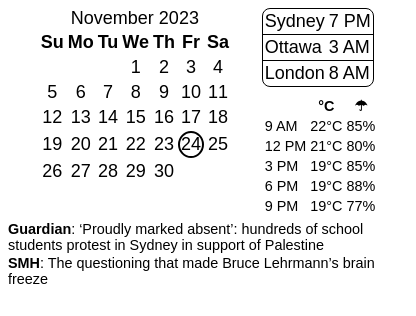 November 2023
Su Mo Tu We Th Fr Sa
1 2 3 4
5 6 7 8 9 10 11
12 13 14 15 16 17 18
19 20 21 22 23 24 25
26 27 28 29 30
Sydney 7 PM
Ottawa 3 AM
London 8 AM
°C ☂
9 AM 22°C 85%
12 PM 21°C 80%
3 PM 19°C 85%
6 PM 19°C 88%
9 PM 19°C 77%
Guardian: ‘Proudly marked absent’: hundreds of school
students protest in Sydney in support of Palestine
SMH: The questioning that made Bruce Lehrmann’s brain
freeze